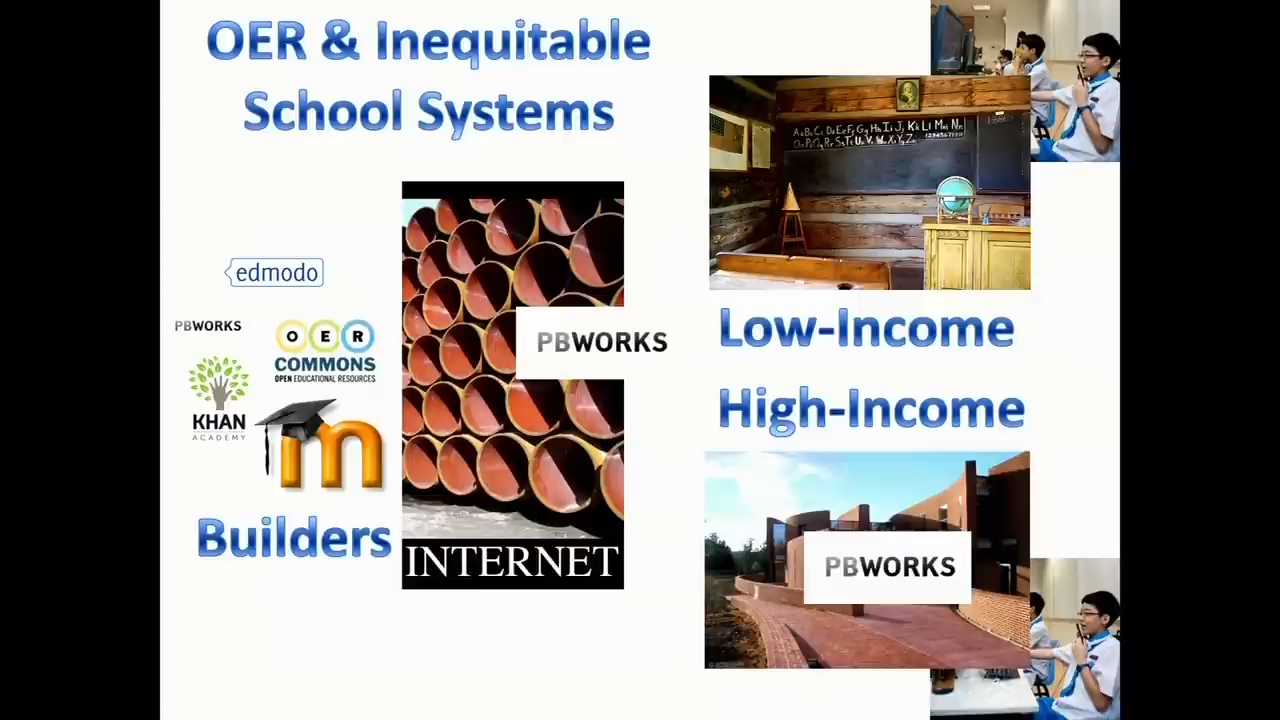 OER & Inequitable
School Systems
edmodo
PBWORKS
OER
COMMONS
OPEN EDUCATIONAL RESOURCES
KHAN
ACADEMY
m
Builders
PBWORKS
INTERNET
Low-Income
High-Income
PBWORKS